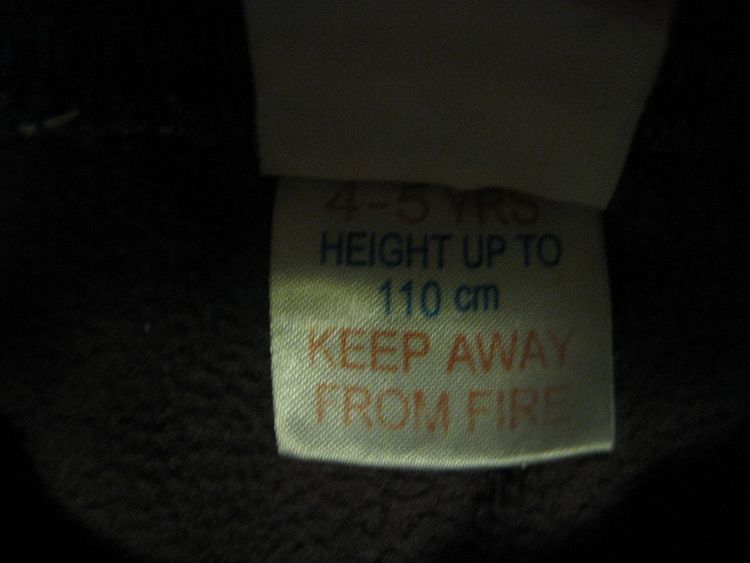 4-5 YRS
HEIGHT UP TO
110 cm
KEEP AWAY
FROM FIRE